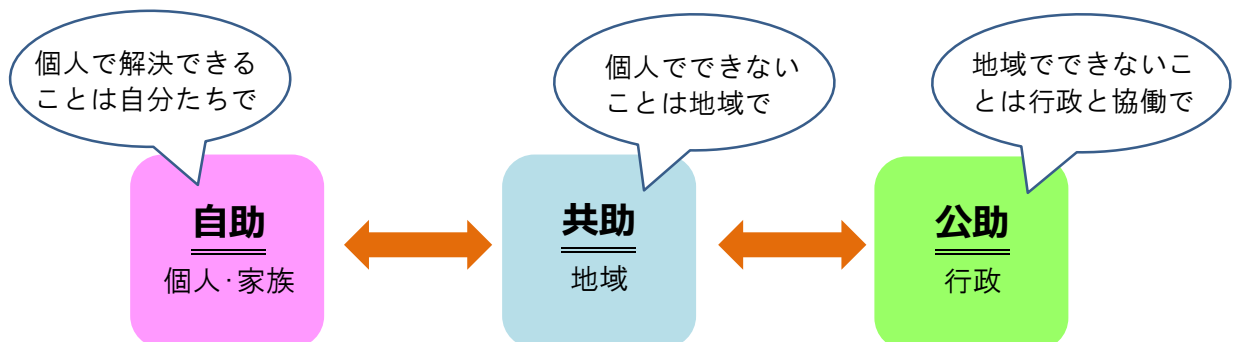 個人で解決できる
ことは自分たちで
個人でできない
ことは地域で
地域でできないこ
とは行政と協働で
自助
個人･家族
共助
地域
公助
行政